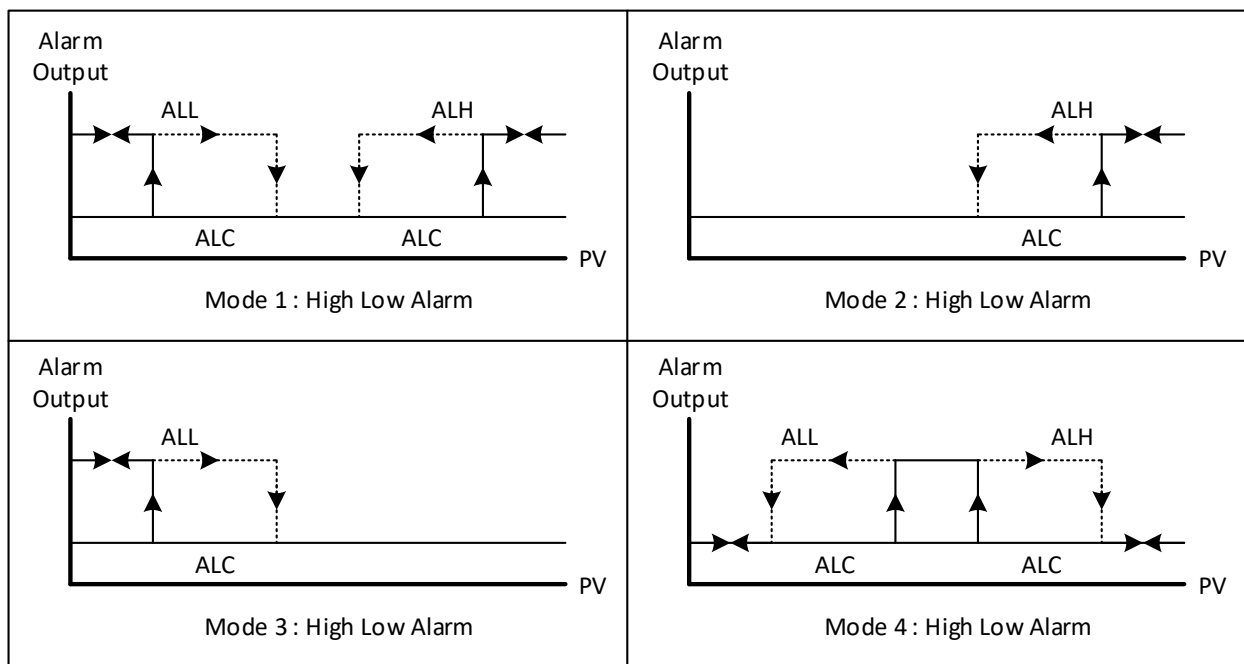 Alarm
Output
ALL
ALH
ALC
ALC
PV
Mode 1 : High Low Alarm
Alarm
Output
ALH
ALC
PV
Mode 2 : High Low Alarm
Alarm
Output
ALL
ALC
PV
Mode 3 : High Low Alarm
Alarm
Output
ALL
ALH
ALC
ALC
PV
Mode 4 : High Low Alarm